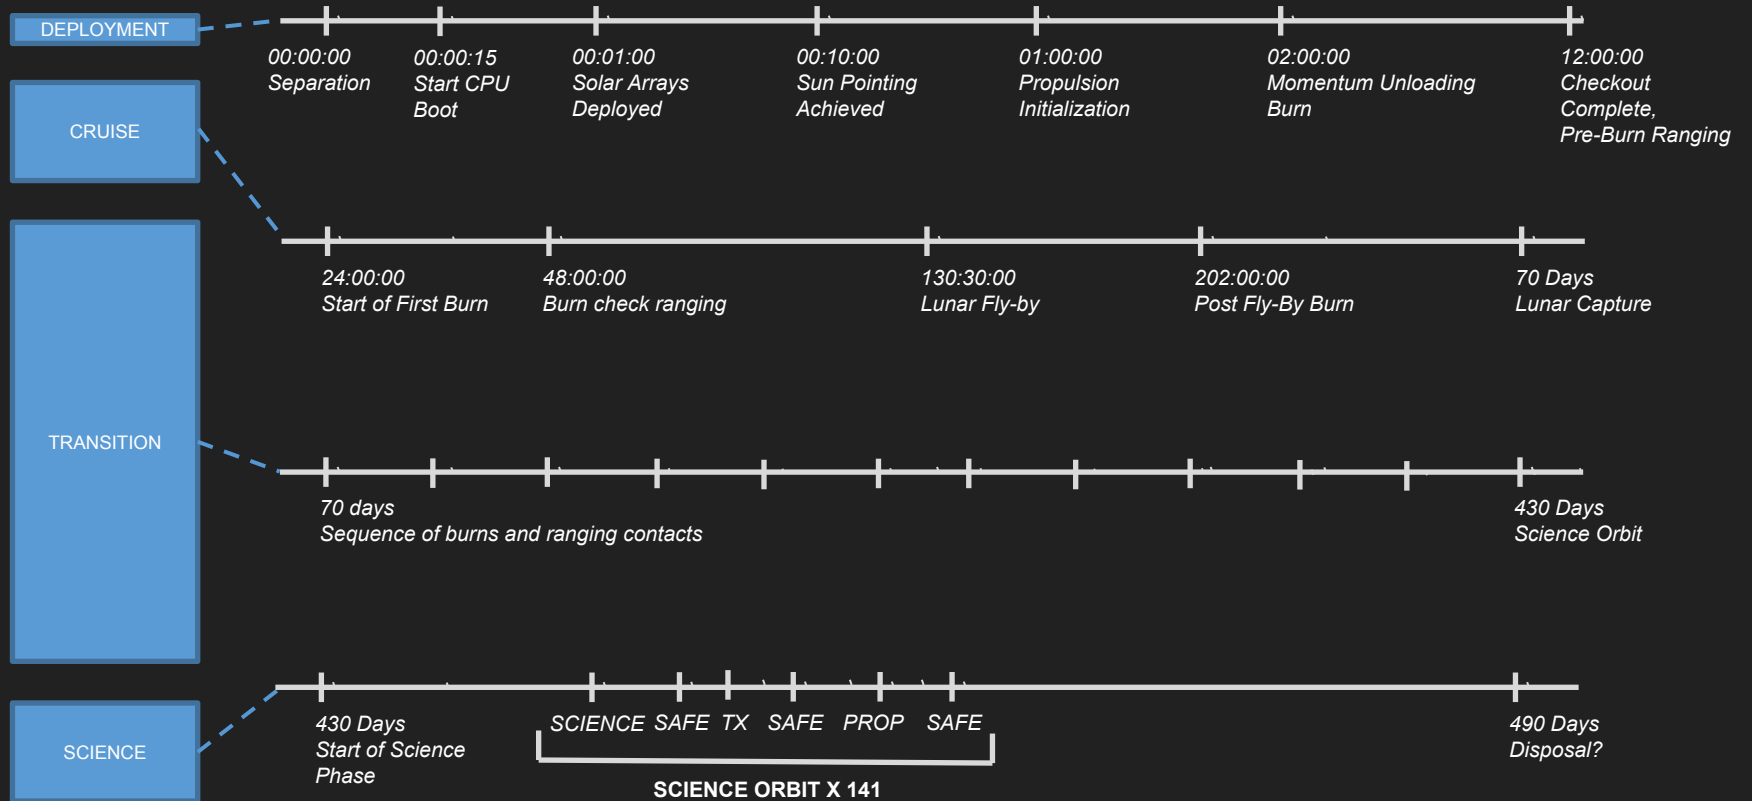 DEPLOYMENT
00:00:00
Separation
00:00:15
Start CPU
Boot
00:01:00
Solar Arrays
Deployed
00:10:00
Sun Pointing
Achieved
01:00:00
Propulsion
Initialization
02:00:00
Momentum Unloading
Burn
12:00:00
Checkout
Complete,
Pre-Burn Ranging
CRUISE
24:00:00
Start of First Burn
48:00:00
Burn check ranging
130:30:00
Lunar Fly-by
202:00:00
Post Fly-By Burn
70 Days
Lunar Capture
TRANSITION
70 days
Sequence of burns and ranging contacts
430 Days
Science Orbit
SCIENCE
430 Days
Start of Science
Phase
SCIENCE SAFE TX SAFE PROP SAFE
SCIENCE ORBIT X 141
490 Days
Disposal?